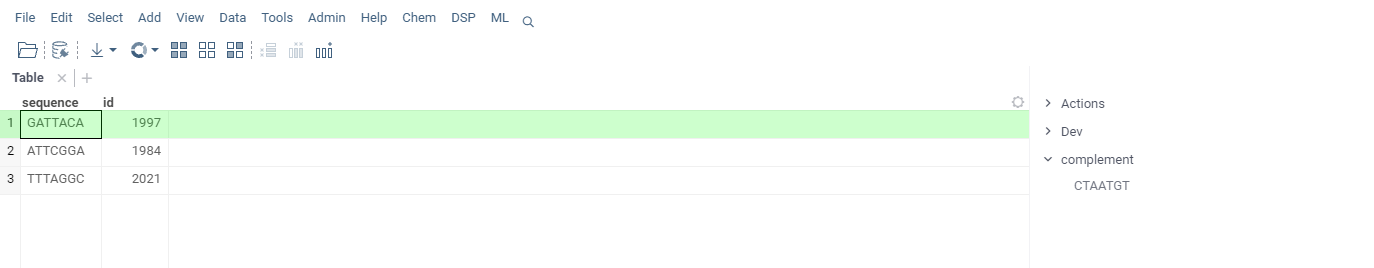 File Edit Select Add View Data Tools Admin Help Chem DSP ML
Table
sequence id
1 GATTACA 1997
2 ATTCGGA 1984
3 TTTAGGC 2021
Actions
Dev
complement
CTAATGT